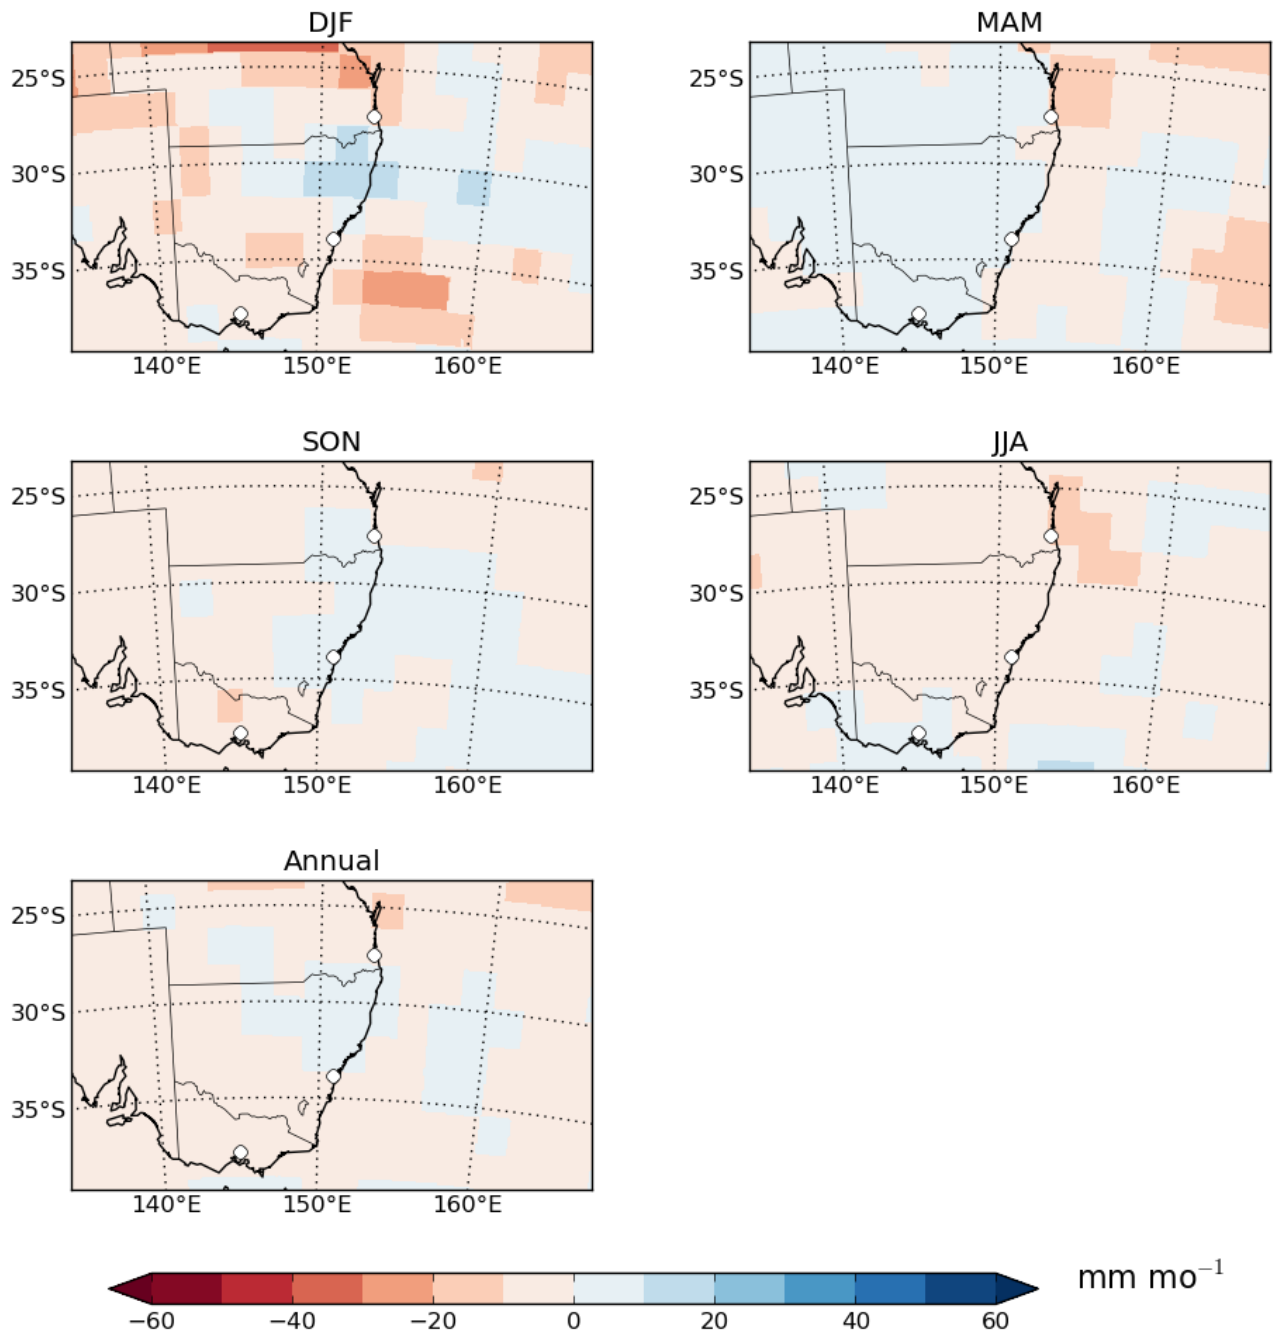 DJF MAM
25°S 25°S
30°S 30°S
35°S 35°S
140°E 150°E 160°E 140°E 150°E 160°E
SON JJA
25°S 25°S
30°S 30°S
35°S 35°S
140°E 150°E 160°E 140°E 150°E 160°E
Annual
25°S
30°S
35°S
140°E 150°E 160°E
mm mo⁻¹
−60 −40 −20 0 20 40 60